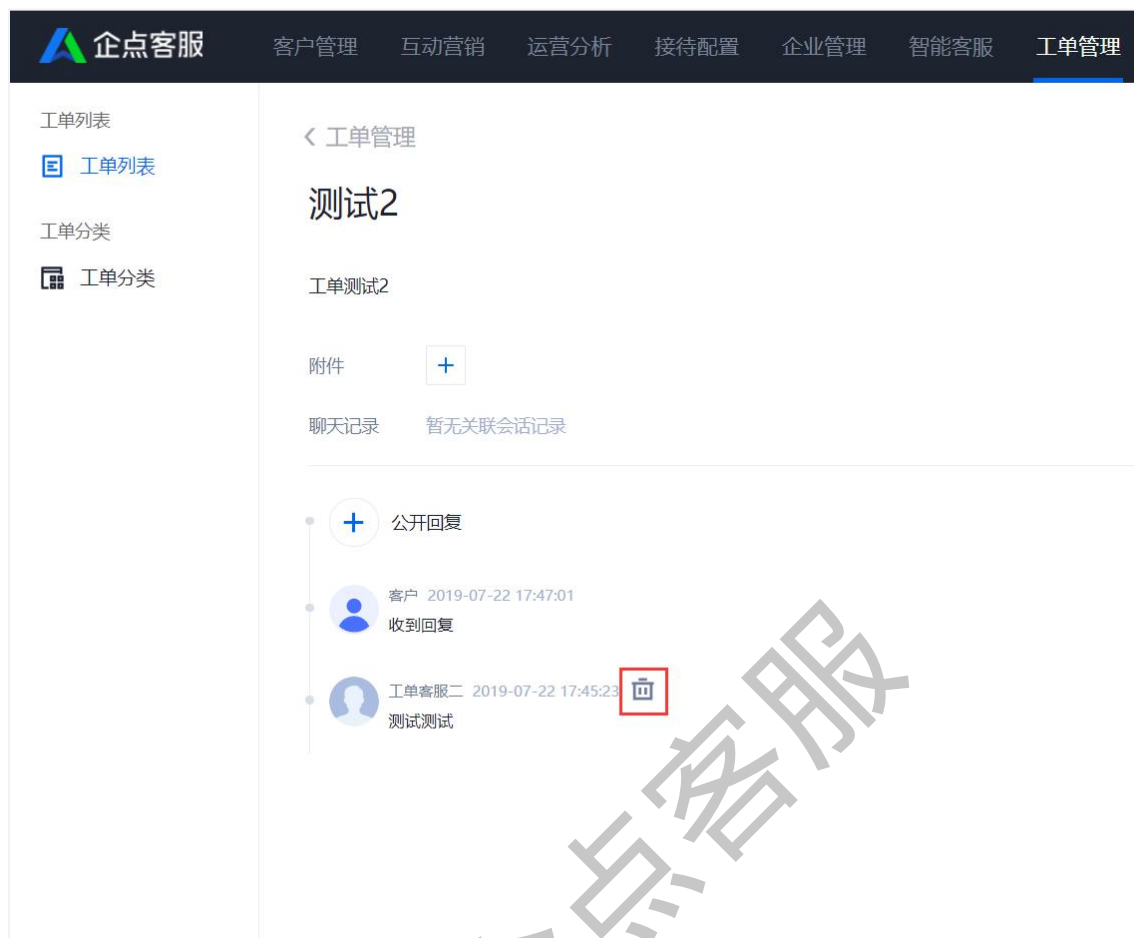 企点客服 客户管理 互动营销 运营分析 接待配置 企业管理 智能客服 工单管理
工单列表
工单列表
工单分类
工单分类
工单管理
测试2
工单测试2
附件
聊天记录 暂无关联会话记录
公开回复
客户 2019-07-22 17:47:01
收到回复
工单客服二 2019-07-22 17:45:23
测试测试
点客服